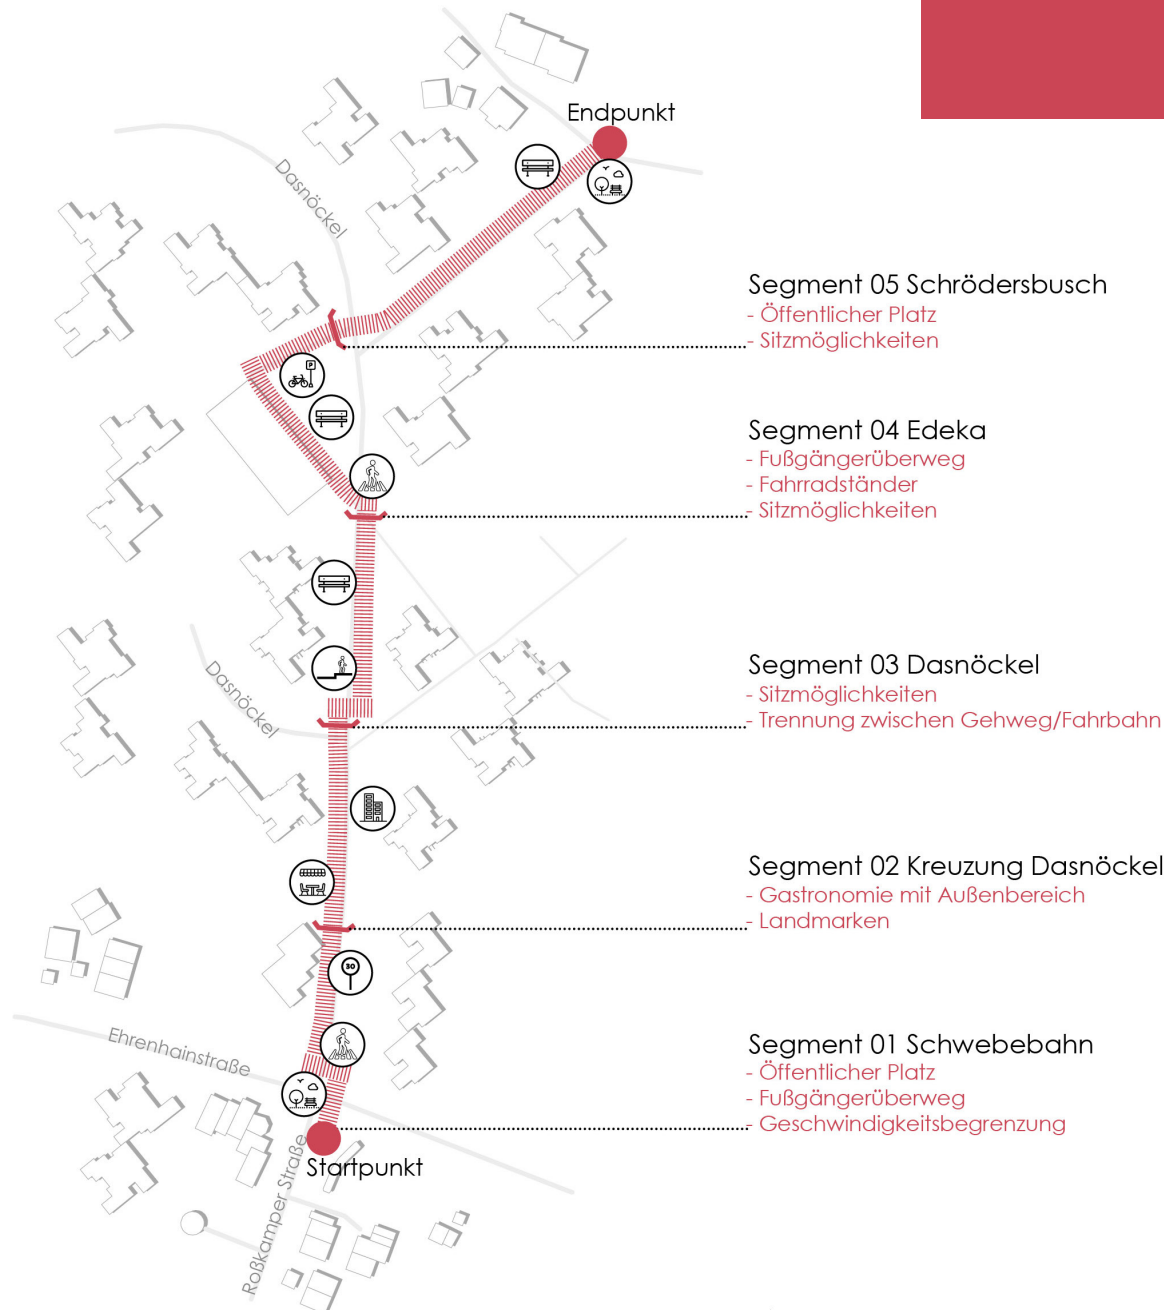 Endpunkt
Dasnöckel
Segment 05 Schrödersbusch
- Öffentlicher Platz
- Sitzmöglichkeiten
P
Segment 04 Edeka
- Fußgängerüberweg
- Fahrradständer
- Sitzmöglichkeiten
Dasnöckel
Segment 03 Dasnöckel
- Sitzmöglichkeiten
- Trennung zwischen Gehweg/Fahrbahn
Segment 02 Kreuzung Dasnöckel
- Gastronomie mit Außenbereich
- Landmarken
30
Ehrenhainstraße
Segment 01 Schwebebahn
- Öffentlicher Platz
- Fußgängerüberweg
- Geschwindigkeitsbegrenzung
Startpunkt
Roßkamper Straße